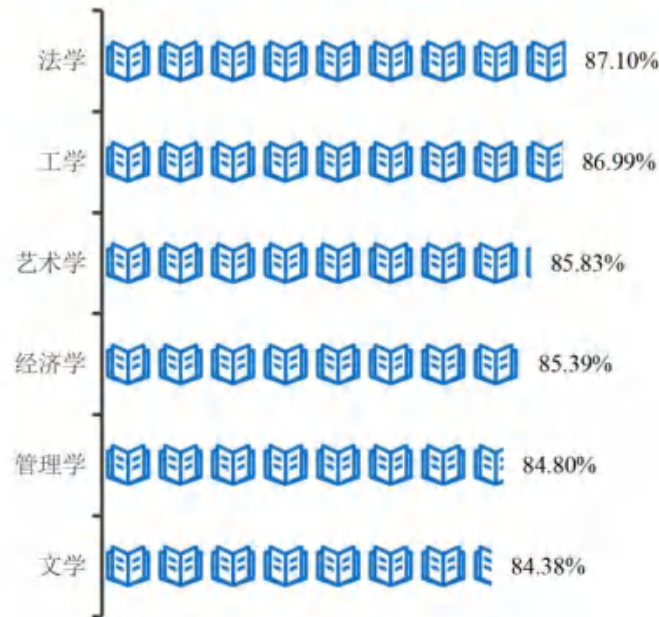 法学 87.10%
工学 86.99%
艺术学 85.83%
经济学 85.39%
管理学 84.80%
文学 84.38%